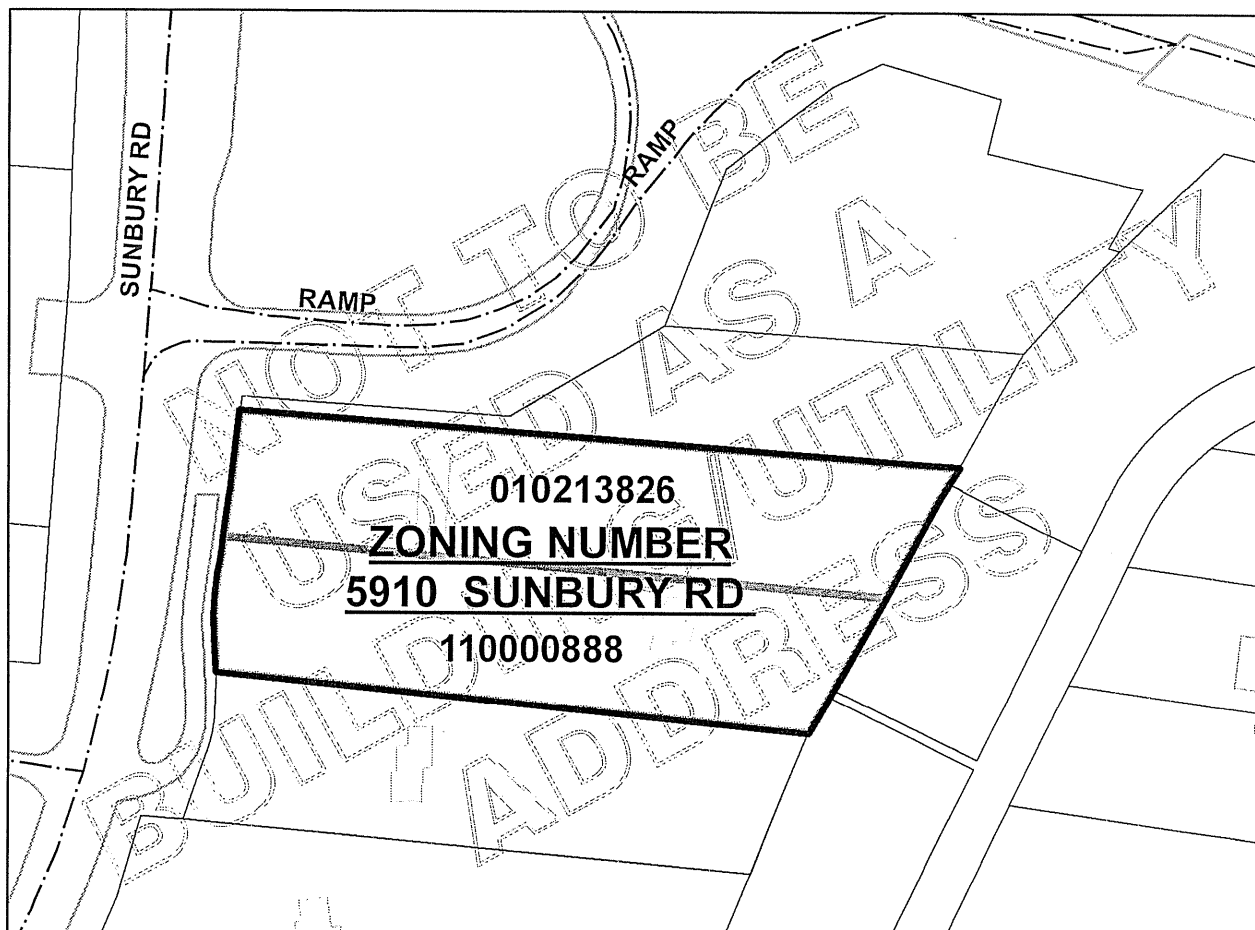 SUNBURY RD
RAMP
RAMP
NOT TO BE
USED AS A
BUILDING/UTILITY
ADDRESS
010213826
ZONING NUMBER
5910 SUNBURY RD
110000888